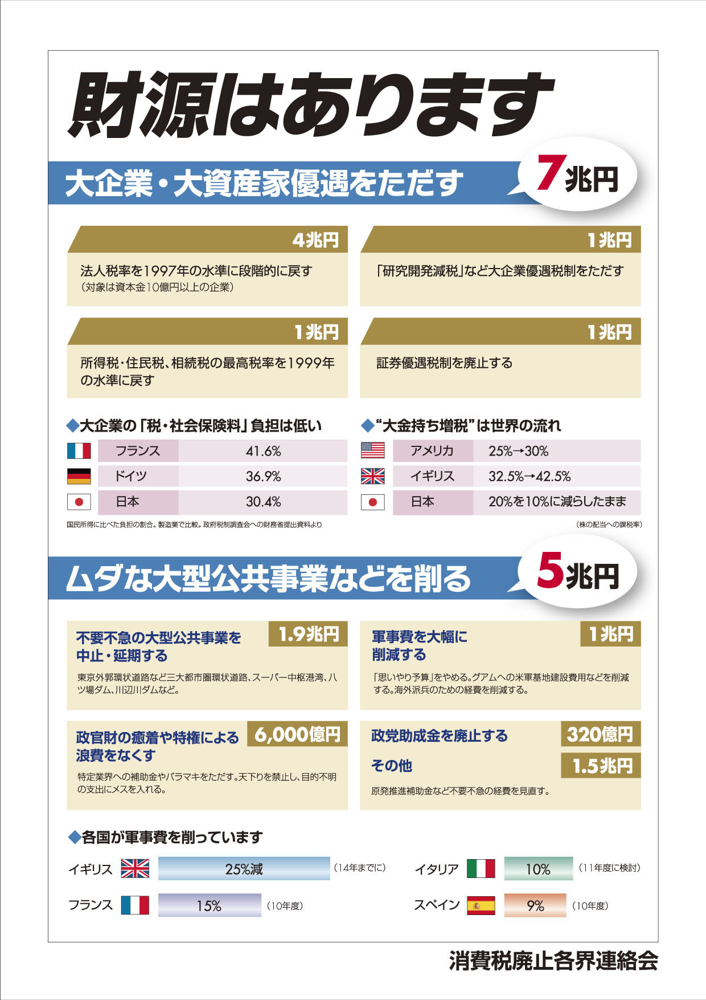 財源はあります
大企業・大資産家優遇をただす
7兆円
4兆円
法人税率を1997年の水準に段階的に戻す
（対象は資本金10億円以上の企業）
1兆円
「研究開発減税」など大企業優遇税制をただす
1兆円
所得税・住民税、相続税の最高税率を1999年
の水準に戻す
1兆円
証券優遇税制を廃止する
◆大企業の「税・社会保険料」負担は低い
フランス 41.6%
ドイツ 36.9%
日本 30.4%
国民所得に比べた負担の割合。製造業で比較。政府税制調査会への財務省提出資料より
◆“大金持ち増税”は世界の流れ
アメリカ 25%→30%
イギリス 32.5%→42.5%
日本 20%を10%に減らしたまま
（株の配当への課税率）
ムダな大型公共事業などを削る
5兆円
不要不急の大型公共事業を
中止・延期する
1.9兆円
東京外郭環状道路など三大都市圏環状道路、スーパー中枢港湾、八
ツ場ダム、川辺川ダムなど。
軍事費を大幅に
削減する
1兆円
「思いやり予算」をやめる。グアムへの米軍基地建設費用などを削減
する。海外派兵のための経費を削減する。
政官財の癒着や特権による
浪費をなくす
6,000億円
特定業界への補助金やバラマキをただす。天下りを禁止し、目的不明
の支出にメスを入れる。
政党助成金を廃止する
320億円
その他
1.5兆円
原発推進補助金など不要不急の経費を見直す。
◆各国が軍事費を削っています
イギリス 25%減 （14年までに）
イタリア 10% （11年度に検討）
フランス 15% （10年度）
スペイン 9% （10年度）
消費税廃止各界連絡会